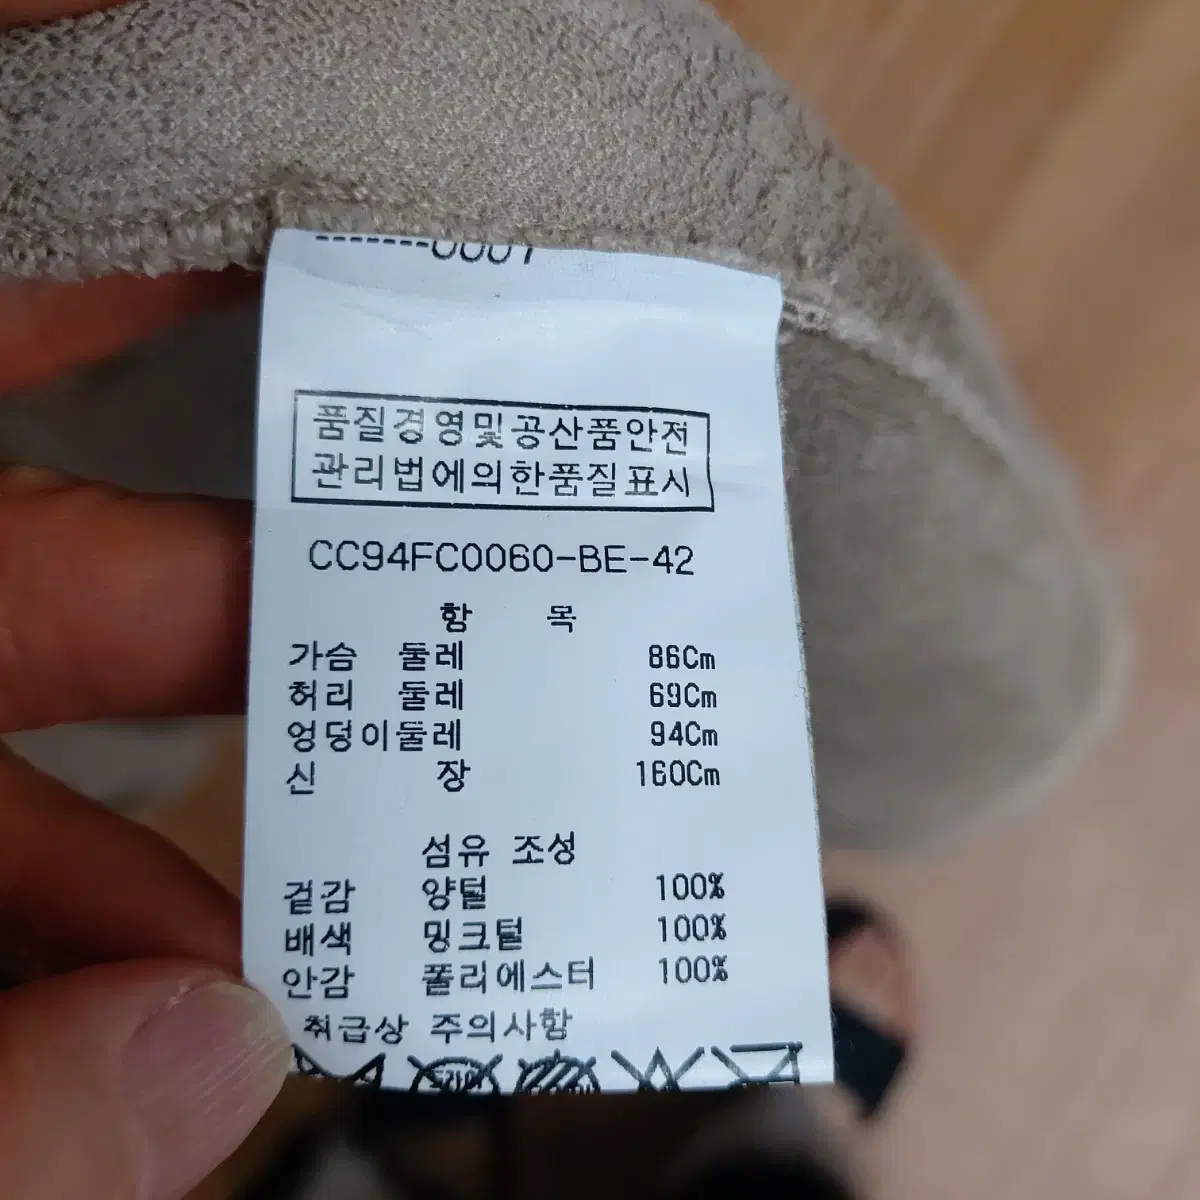 -------0001
품질경영및공산품안전
관리법에의한품질표시
CC94FC0060-BE-42
항 목
가슴 둘레 86Cm
허리 둘레 69Cm
엉덩이둘레 94Cm
신 장 160Cm
섬유 조성
겉감 양털 100%
배색 밍크털 100%
안감 폴리에스터 100%
취급상 주의사항